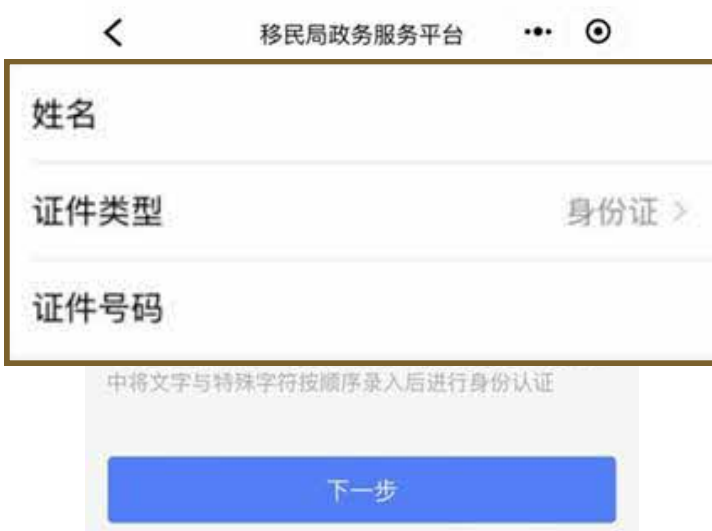 移民局政务服务平台
姓名
证件类型 身份证
证件号码
中将文字与特殊字符按顺序录入后进行身份认证
下一步